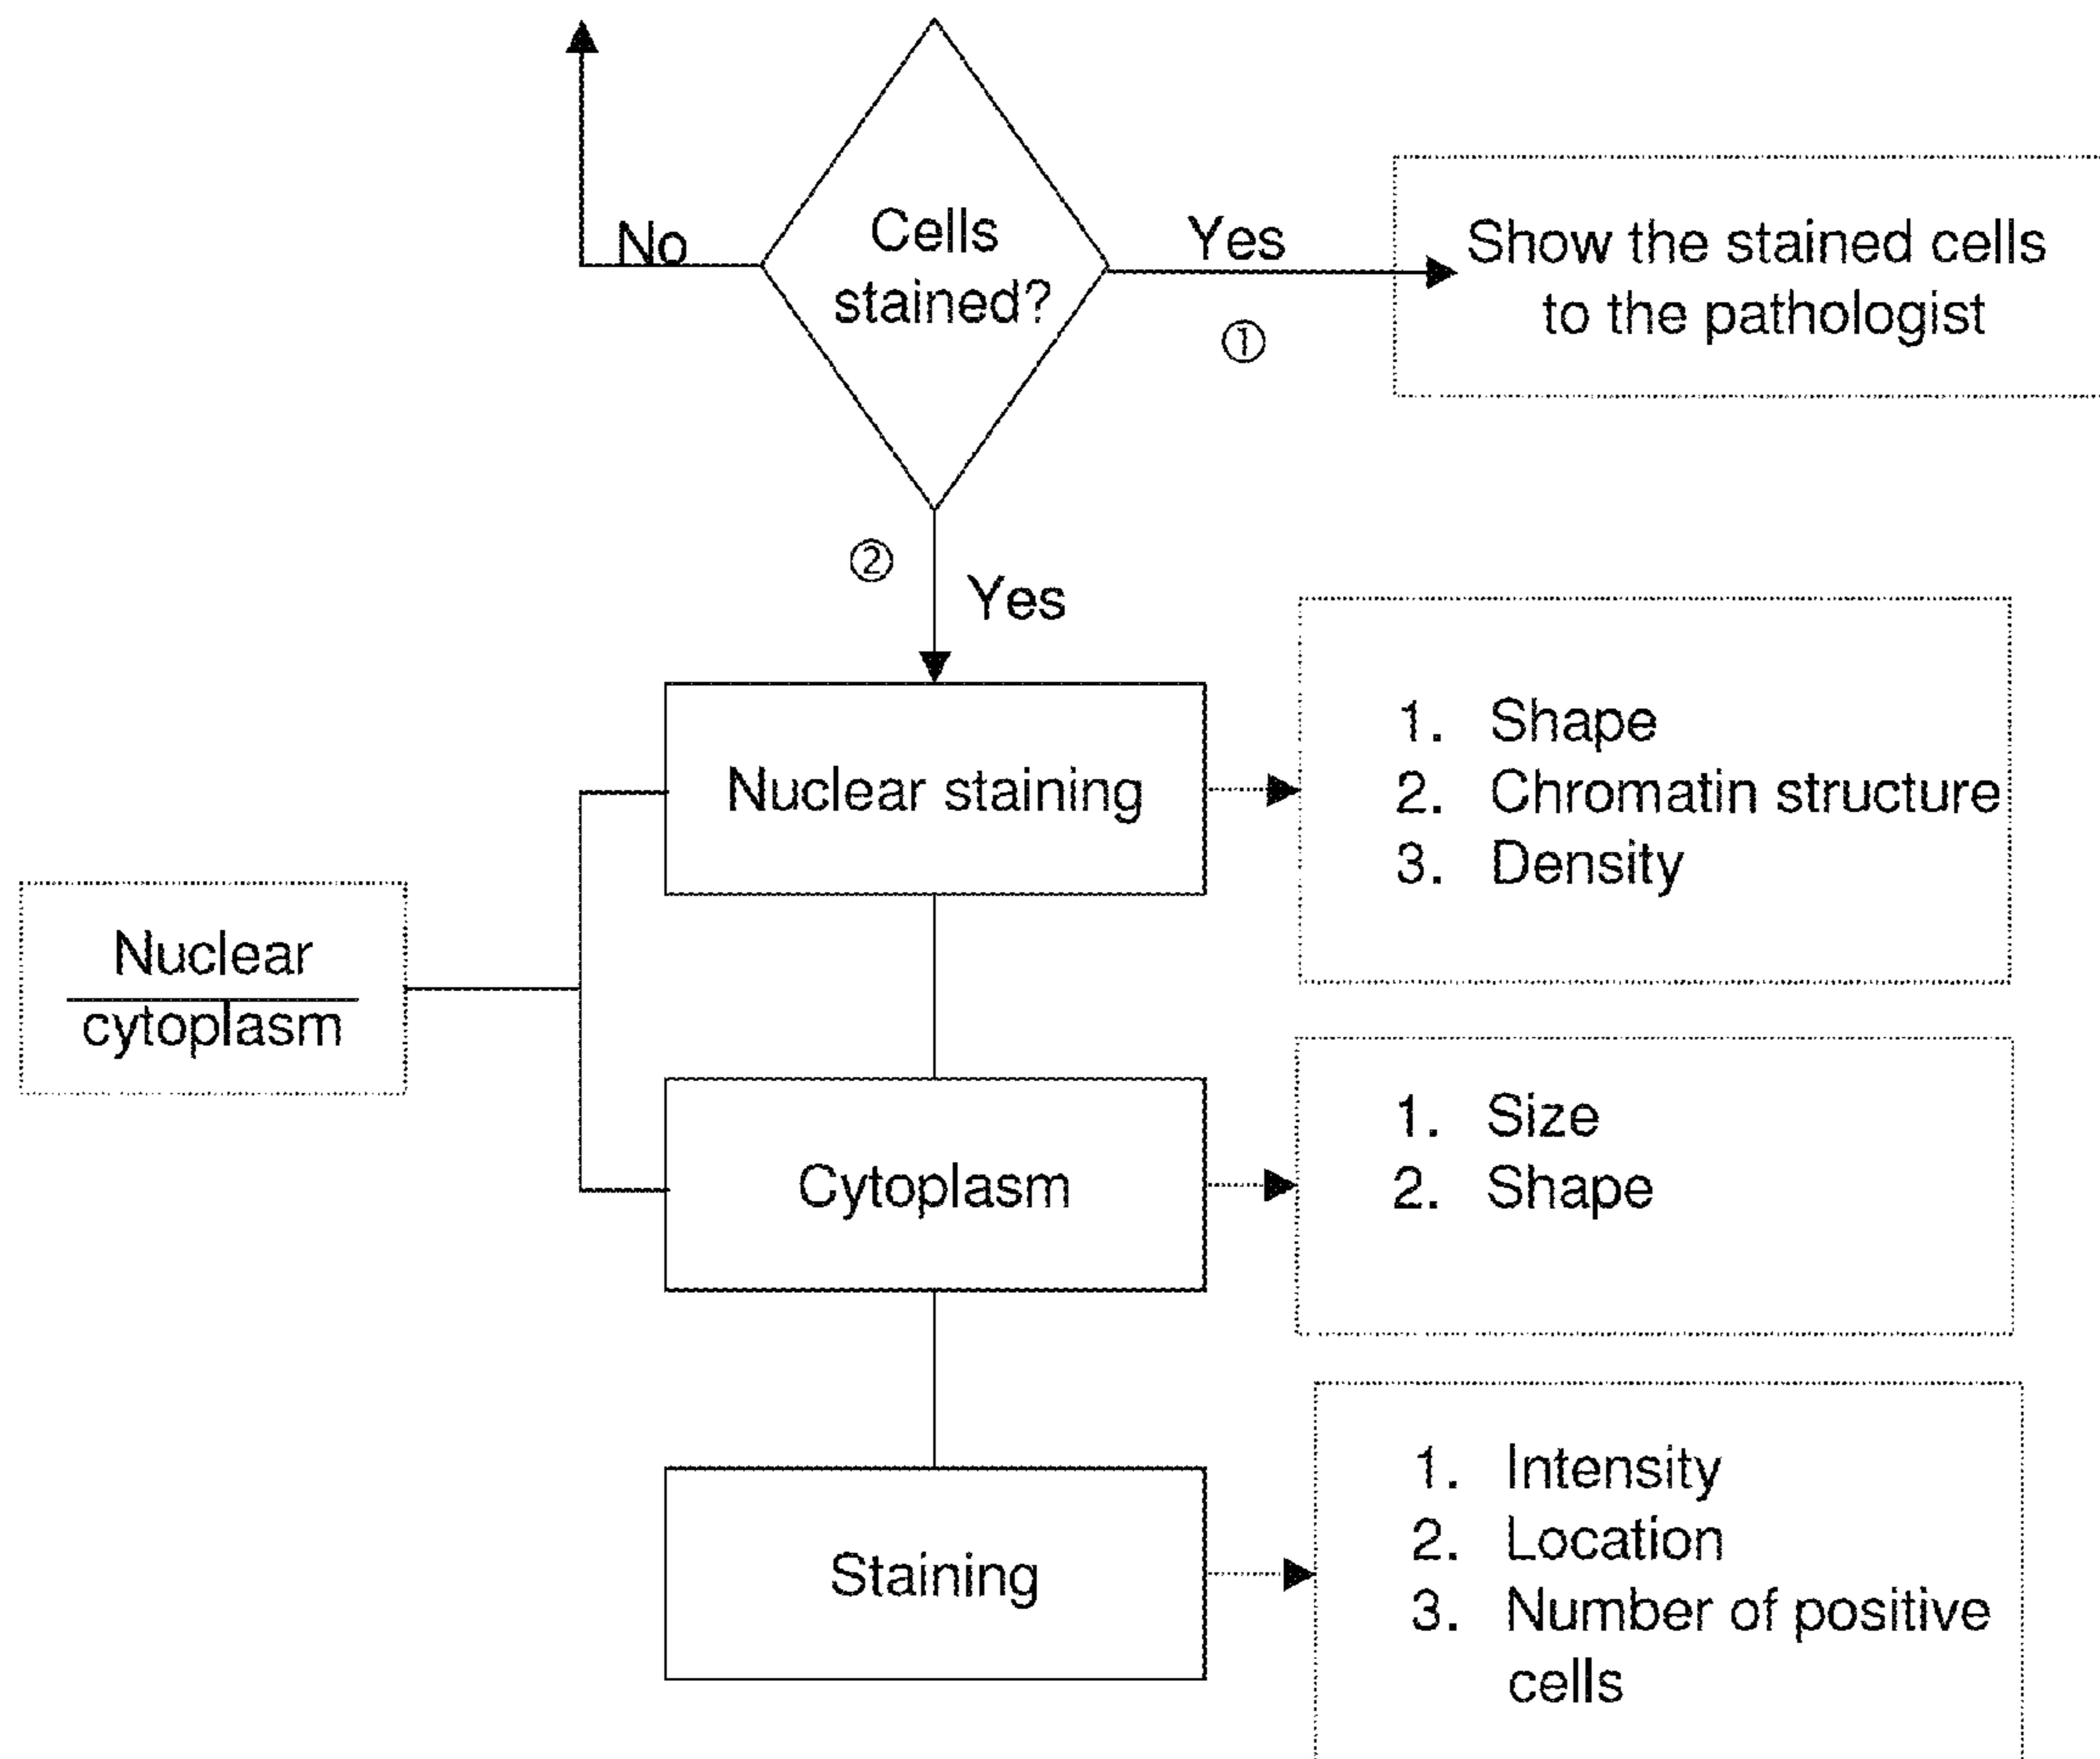 Cells
stained?
No
Yes
①
Show the stained cells
to the pathologist
②
Yes
Nuclear staining
1. Shape
2. Chromatin structure
3. Density
Nuclear
cytoplasm
Cytoplasm
1. Size
2. Shape
Staining
1. Intensity
2. Location
3. Number of positive
cells